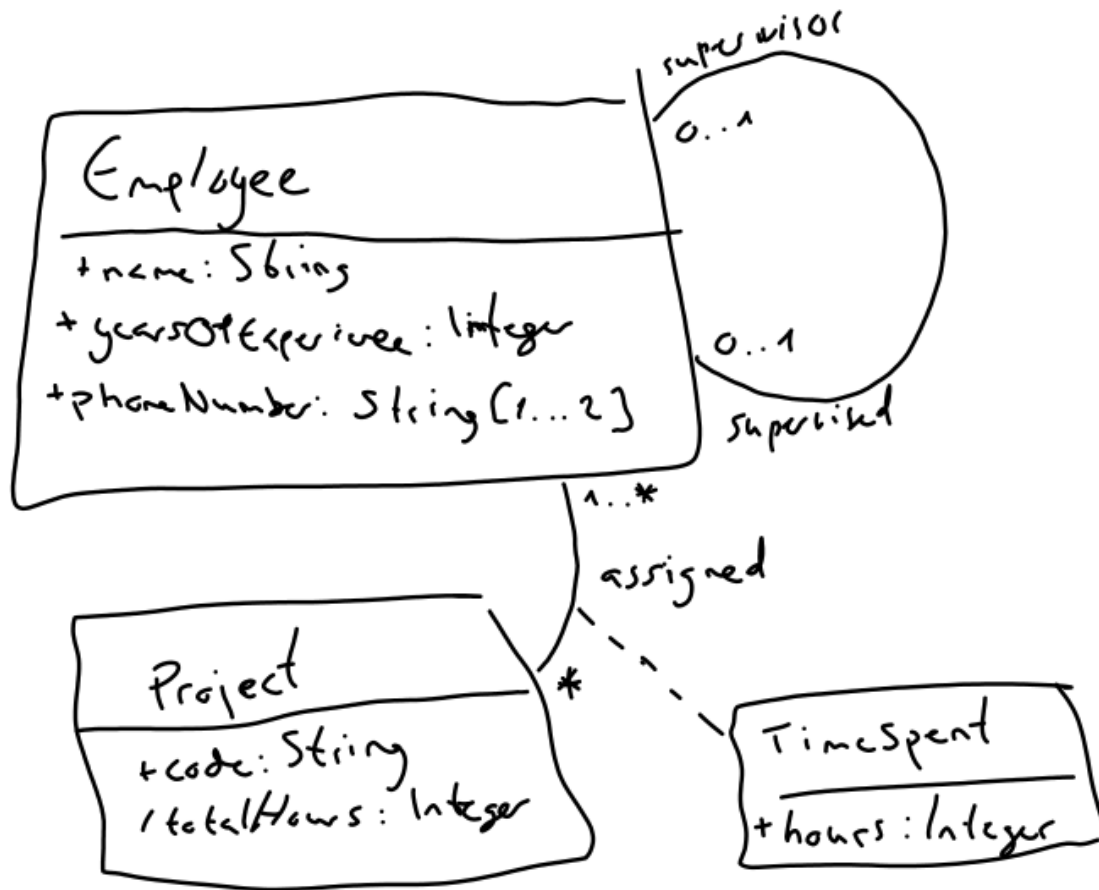 supervisor
0..1
Employee
+name: String
+yearsOfExperience: Integer
+phoneNumber: String [1...2]
0..1
supervised
1..*
assigned
Project
*
+code: String
/totalHours: Integer
TimeSpent
+hours: Integer